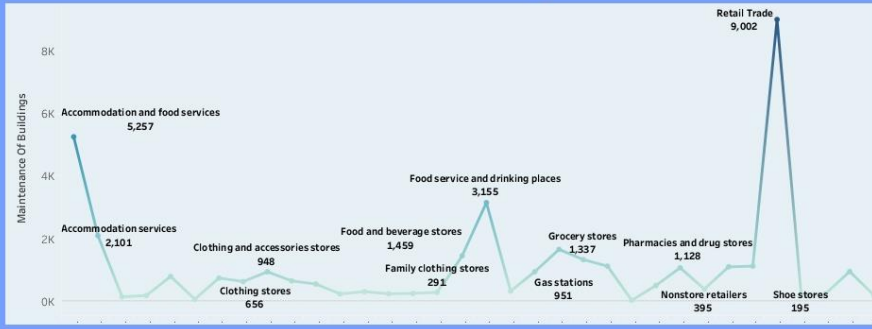 Retail Trade
9,002
8K
Maintenance Of Buildings
6K
Accommodation and food services
5,257
4K
Food service and drinking places
3,155
Accommodation services
2,101
2K
Clothing and accessories stores
948
Food and beverage stores
1,459
Grocery stores
1,337
Pharmacies and drug stores
1,128
Family clothing stores
291
Clothing stores
656
Gas stations
951
Nonstore retailers
395
Shoe stores
195
0K